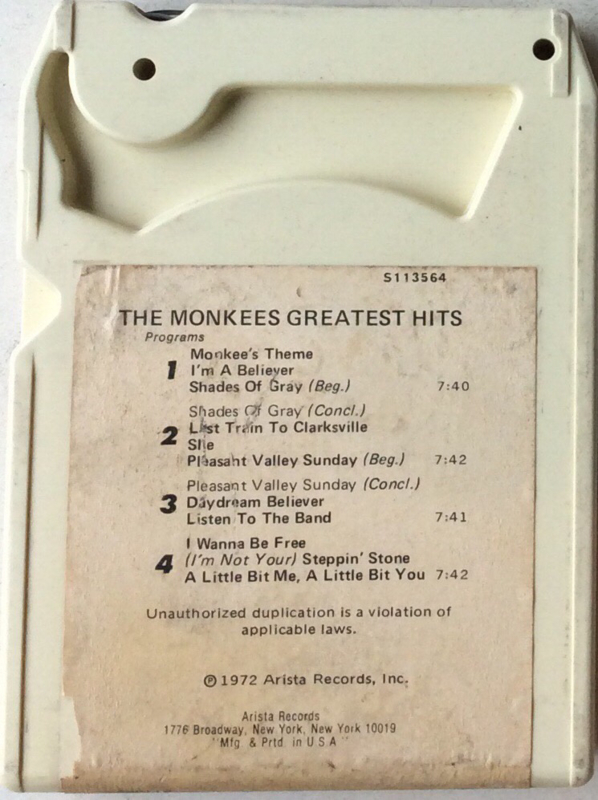 S113564
THE MONKEES GREATEST HITS
Programs
1
Monkee's Theme
I'm A Believer
Shades Of Gray (Beg.) 7:40
2
Shades Of Gray (Concl.)
Last Train To Clarksville
She
Pleasant Valley Sunday (Beg.) 7:42
3
Pleasant Valley Sunday (Concl.)
Daydream Believer
Listen To The Band 7:41
4
I Wanna Be Free
(I'm Not Your) Steppin' Stone
A Little Bit Me, A Little Bit You 7:42
Unauthorized duplication is a violation of
applicable laws.
℗ 1972 Arista Records, Inc.
Arista Records
1776 Broadway, New York, New York 10019
"Mfg. & Prtd. in U S A"